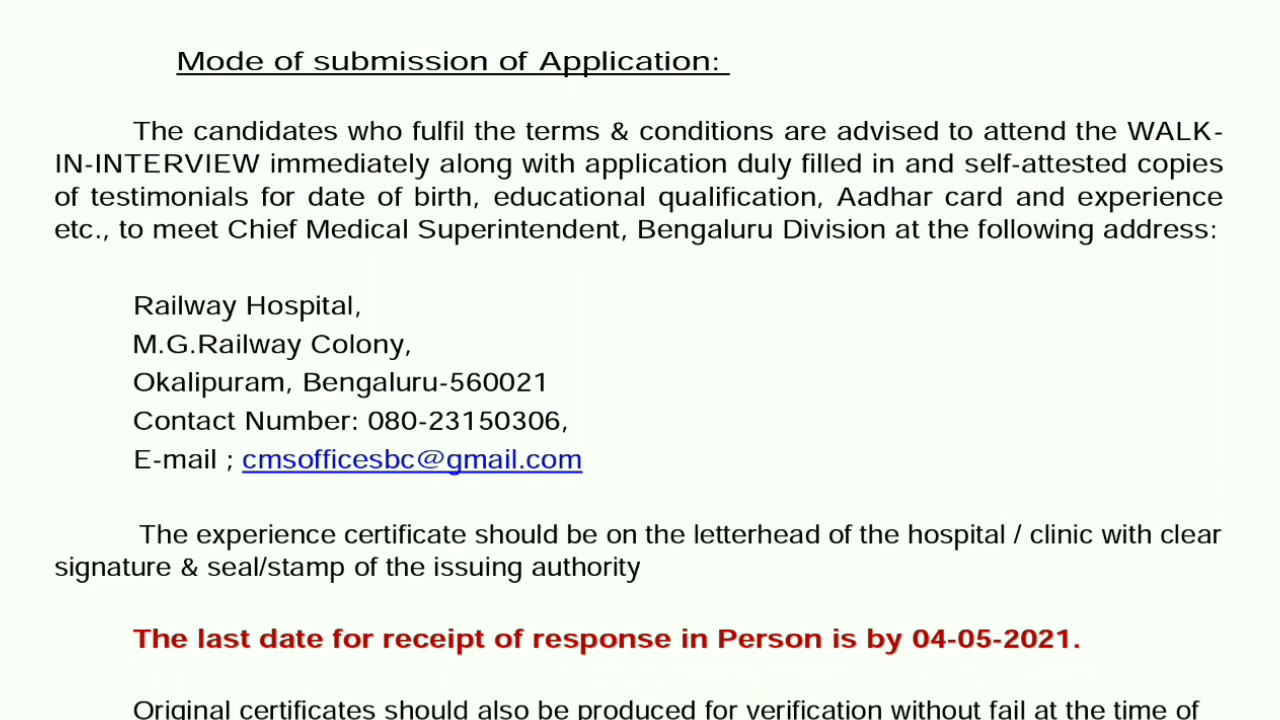 Mode of submission of Application:
The candidates who fulfil the terms & conditions are advised to attend the WALK-
IN-INTERVIEW immediately along with application duly filled in and self-attested copies
of testimonials for date of birth, educational qualification, Aadhar card and experience
etc., to meet Chief Medical Superintendent, Bengaluru Division at the following address:
Railway Hospital,
M.G.Railway Colony,
Okalipuram, Bengaluru-560021
Contact Number: 080-23150306,
E-mail ; cmsofficesbc@gmail.com
The experience certificate should be on the letterhead of the hospital / clinic with clear
signature & seal/stamp of the issuing authority
The last date for receipt of response in Person is by 04-05-2021.
Original certificates should also be produced for verification without fail at the time of